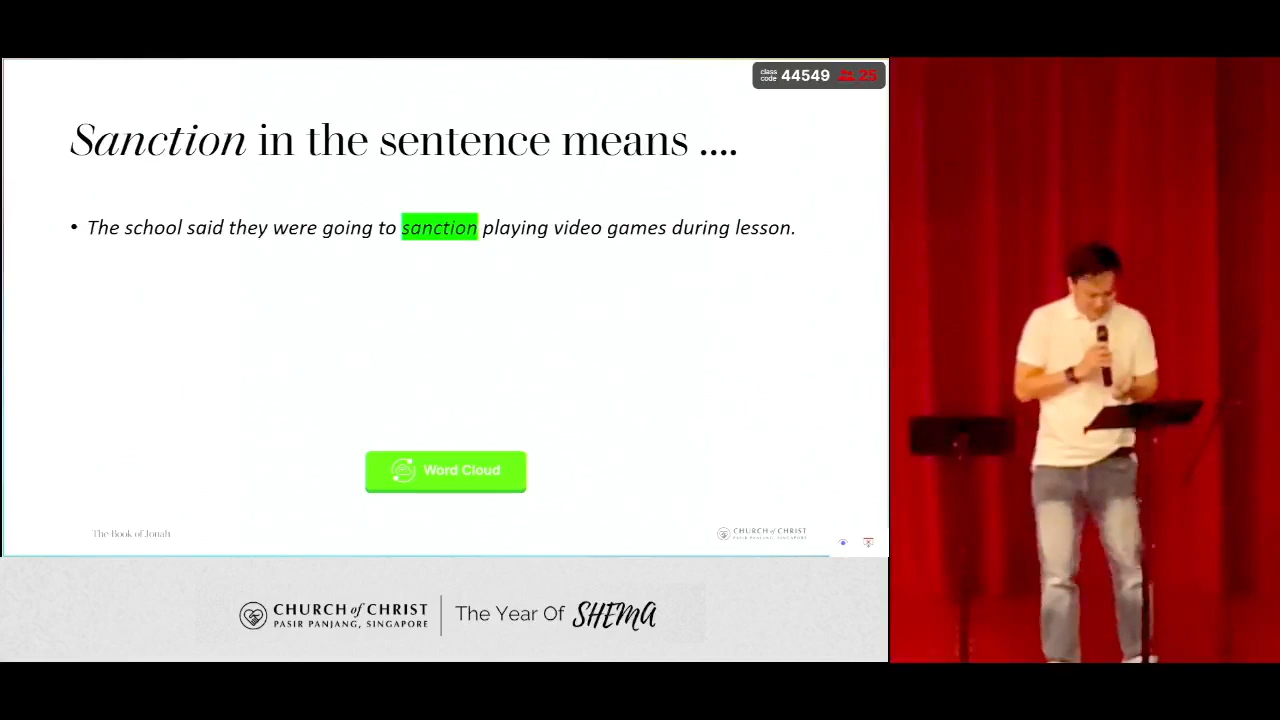 class code 44549 25
Sanction in the sentence means ....
• The school said they were going to sanction playing video games during lesson.
Word Cloud
The Book of Jonah
CHURCH of CHRIST
PASIR PANJANG, SINGAPORE
CHURCH of CHRIST
PASIR PANJANG, SINGAPORE
The Year Of SHEMA